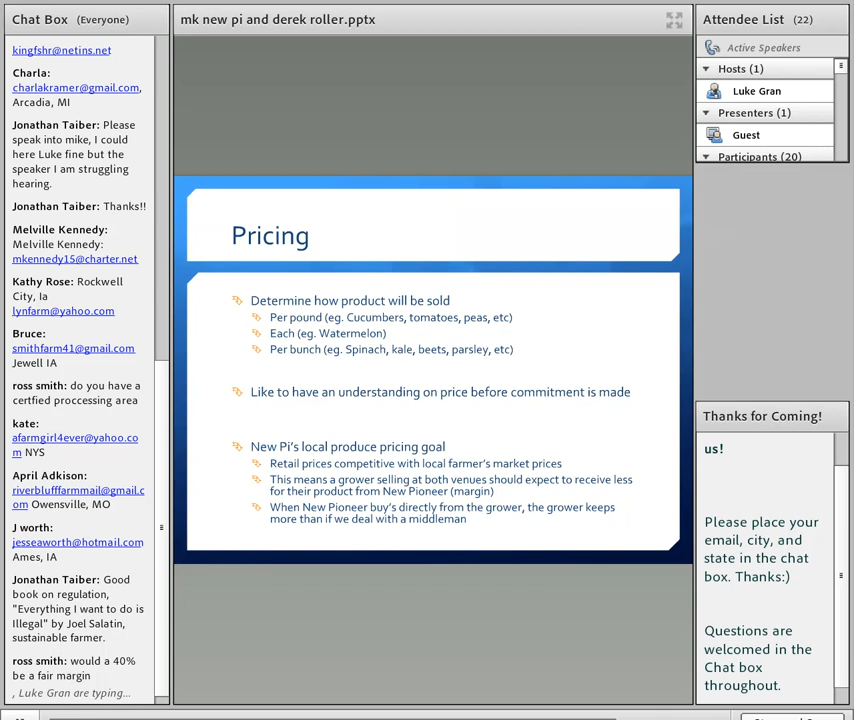 Chat Box (Everyone)
kingfshr@netins.net
Charla:
charlakramer@gmail.com,
Arcadia, MI
Jonathan Taiber: Please
speak into mike, I could
here Luke fine but the
speaker I am struggling
hearing.
Jonathan Taiber: Thanks!!
Melville Kennedy:
Melville Kennedy:
mkennedy15@charter.net
Kathy Rose: Rockwell
City, Ia
lynfarm@yahoo.com
Bruce:
smithfarm41@gmail.com
Jewell IA
ross smith: do you have a
certfied proccessing area
kate:
afarmgirl4ever@yahoo.co
m NYS
April Adkison:
riverblufffarmmail@gmail.c
om Owensville, MO
J worth:
jesseaworth@hotmail.com
Ames, IA
Jonathan Taiber: Good
book on regulation,
"Everything I want to do is
Illegal" by Joel Salatin,
sustainable farmer.
ross smith: would a 40%
be a fair margin
, Luke Gran are typing...
mk new pi and derek roller.pptx
Pricing
Determine how product will be sold
Per pound (eg. Cucumbers, tomatoes, peas, etc)
Each (eg. Watermelon)
Per bunch (eg. Spinach, kale, beets, parsley, etc)
Like to have an understanding on price before commitment is made
New Pi's local produce pricing goal
Retail prices competitive with local farmer's market prices
This means a grower selling at both venues should expect to receive less
for their product from New Pioneer (margin)
When New Pioneer buy's directly from the grower, the grower keeps
more than if we deal with a middleman
Attendee List (22)
Active Speakers
Hosts (1)
Luke Gran
Presenters (1)
Guest
Participants (20)
Thanks for Coming!
us!
Please place your
email, city, and
state in the chat
box. Thanks:)
Questions are
welcomed in the
Chat box
throughout.